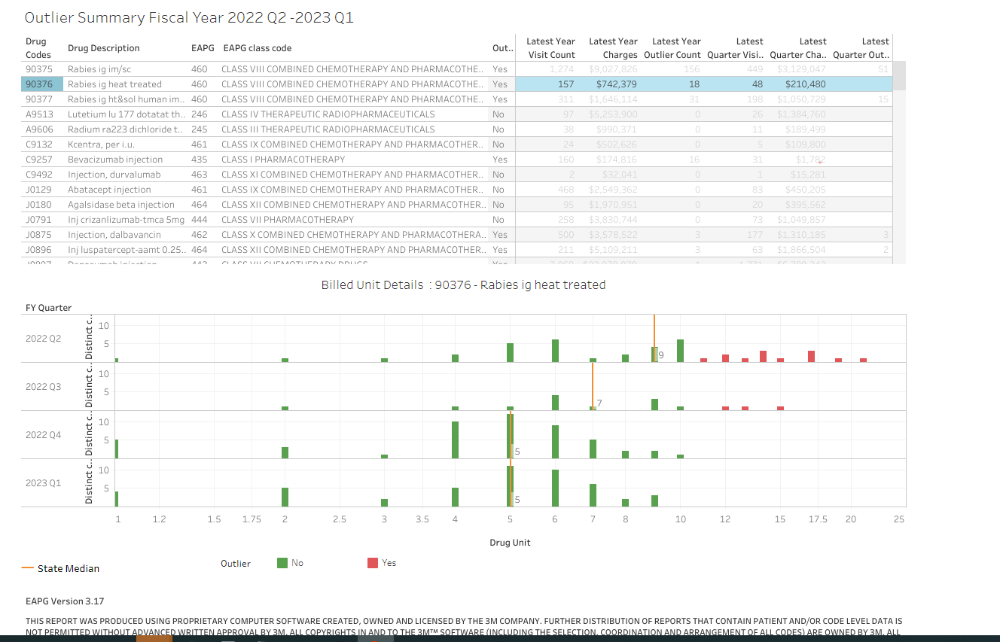 Outlier Summary Fiscal Year 2022 Q2 -2023 Q1
Drug Codes Drug Description EAPG EAPG class code Out.. Latest Year Visit Count Latest Year Charges Latest Year Outlier Count Latest Quarter Visi.. Latest Quarter Cha.. Latest Quarter Out..
90375 Rabies ig im/sc 460 CLASS VIII COMBINED CHEMOTHERAPY AND PHARMACOTHE.. Yes 1,274 $9,027,826 156 449 $3,129,047 51
90376 Rabies ig heat treated 460 CLASS VIII COMBINED CHEMOTHERAPY AND PHARMACOTHE.. Yes 157 $742,379 18 48 $210,480
90377 Rabies ig ht&sol human im.. 460 CLASS VIII COMBINED CHEMOTHERAPY AND PHARMACOTHE.. Yes 311 $1,646,114 31 198 $1,050,729 15
A9513 Lutetium lu 177 dotatat th.. 246 CLASS IV THERAPEUTIC RADIOPHARMACEUTICALS No 97 $5,253,900 0 26 $1,384,760
A9606 Radium ra223 dichloride t.. 245 CLASS III THERAPEUTIC RADIOPHARMACEUTICALS No 38 $990,371 0 11 $189,499
C9132 Kcentra, per i.u. 461 CLASS IX COMBINED CHEMOTHERAPY AND PHARMACOTHER.. No 24 $502,626 0 5 $109,800
C9257 Bevacizumab injection 435 CLASS I PHARMACOTHERAPY Yes 160 $174,816 16 31 $1,782
C9492 Injection, durvalumab 463 CLASS XI COMBINED CHEMOTHERAPY AND PHARMACOTHER.. No 2 $32,041 0 1 $15,281
J0129 Abatacept injection 461 CLASS IX COMBINED CHEMOTHERAPY AND PHARMACOTHER.. No 468 $2,549,362 0 83 $450,205
J0180 Agalsidase beta injection 464 CLASS XII COMBINED CHEMOTHERAPY AND PHARMACOTHER.. No 95 $1,970,951 0 20 $395,562
J0791 Inj crizanlizumab-tmca 5mg 444 CLASS VII PHARMACOTHERAPY No 258 $3,830,744 0 73 $1,049,857
J0875 Injection, dalbavancin 462 CLASS X COMBINED CHEMOTHERAPY AND PHARMACOTHERA.. Yes 500 $3,578,522 3 177 $1,310,185 3
J0896 Inj luspatercept-aamt 0.25.. 464 CLASS XII COMBINED CHEMOTHERAPY AND PHARMACOTHER.. Yes 211 $5,109,211 3 63 $1,866,504 2
Billed Unit Details : 90376 - Rabies ig heat treated
FY Quarter
2022 Q2 Distinct c.. 10 5 9
2022 Q3 Distinct c.. 10 5 7
2022 Q4 Distinct c.. 10 5 5
2023 Q1 Distinct c.. 10 5 5
1 1.2 1.5 1.75 2 2.5 3 3.5 4 5 6 7 8 10 12 15 17.5 20 25
Drug Unit
State Median Outlier No Yes
EAPG Version 3.17
THIS REPORT WAS PRODUCED USING PROPRIETARY COMPUTER SOFTWARE CREATED, OWNED AND LICENSED BY THE 3M COMPANY. FURTHER DISTRIBUTION OF REPORTS THAT CONTAIN PATIENT AND/OR CODE LEVEL DATA IS
NOT PERMITTED WITHOUT ADVANCED WRITTEN APPROVAL BY 3M. ALL COPYRIGHTS IN AND TO THE 3M™ SOFTWARE (INCLUDING THE SELECTION, COORDINATION AND ARRANGEMENT OF ALL CODES) ARE OWNED BY 3M. ALL